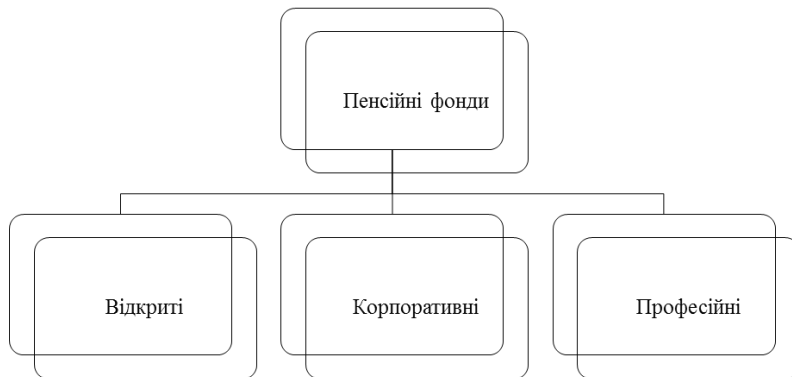 Пенсійні фонди
Відкриті
Корпоративні
Професійні